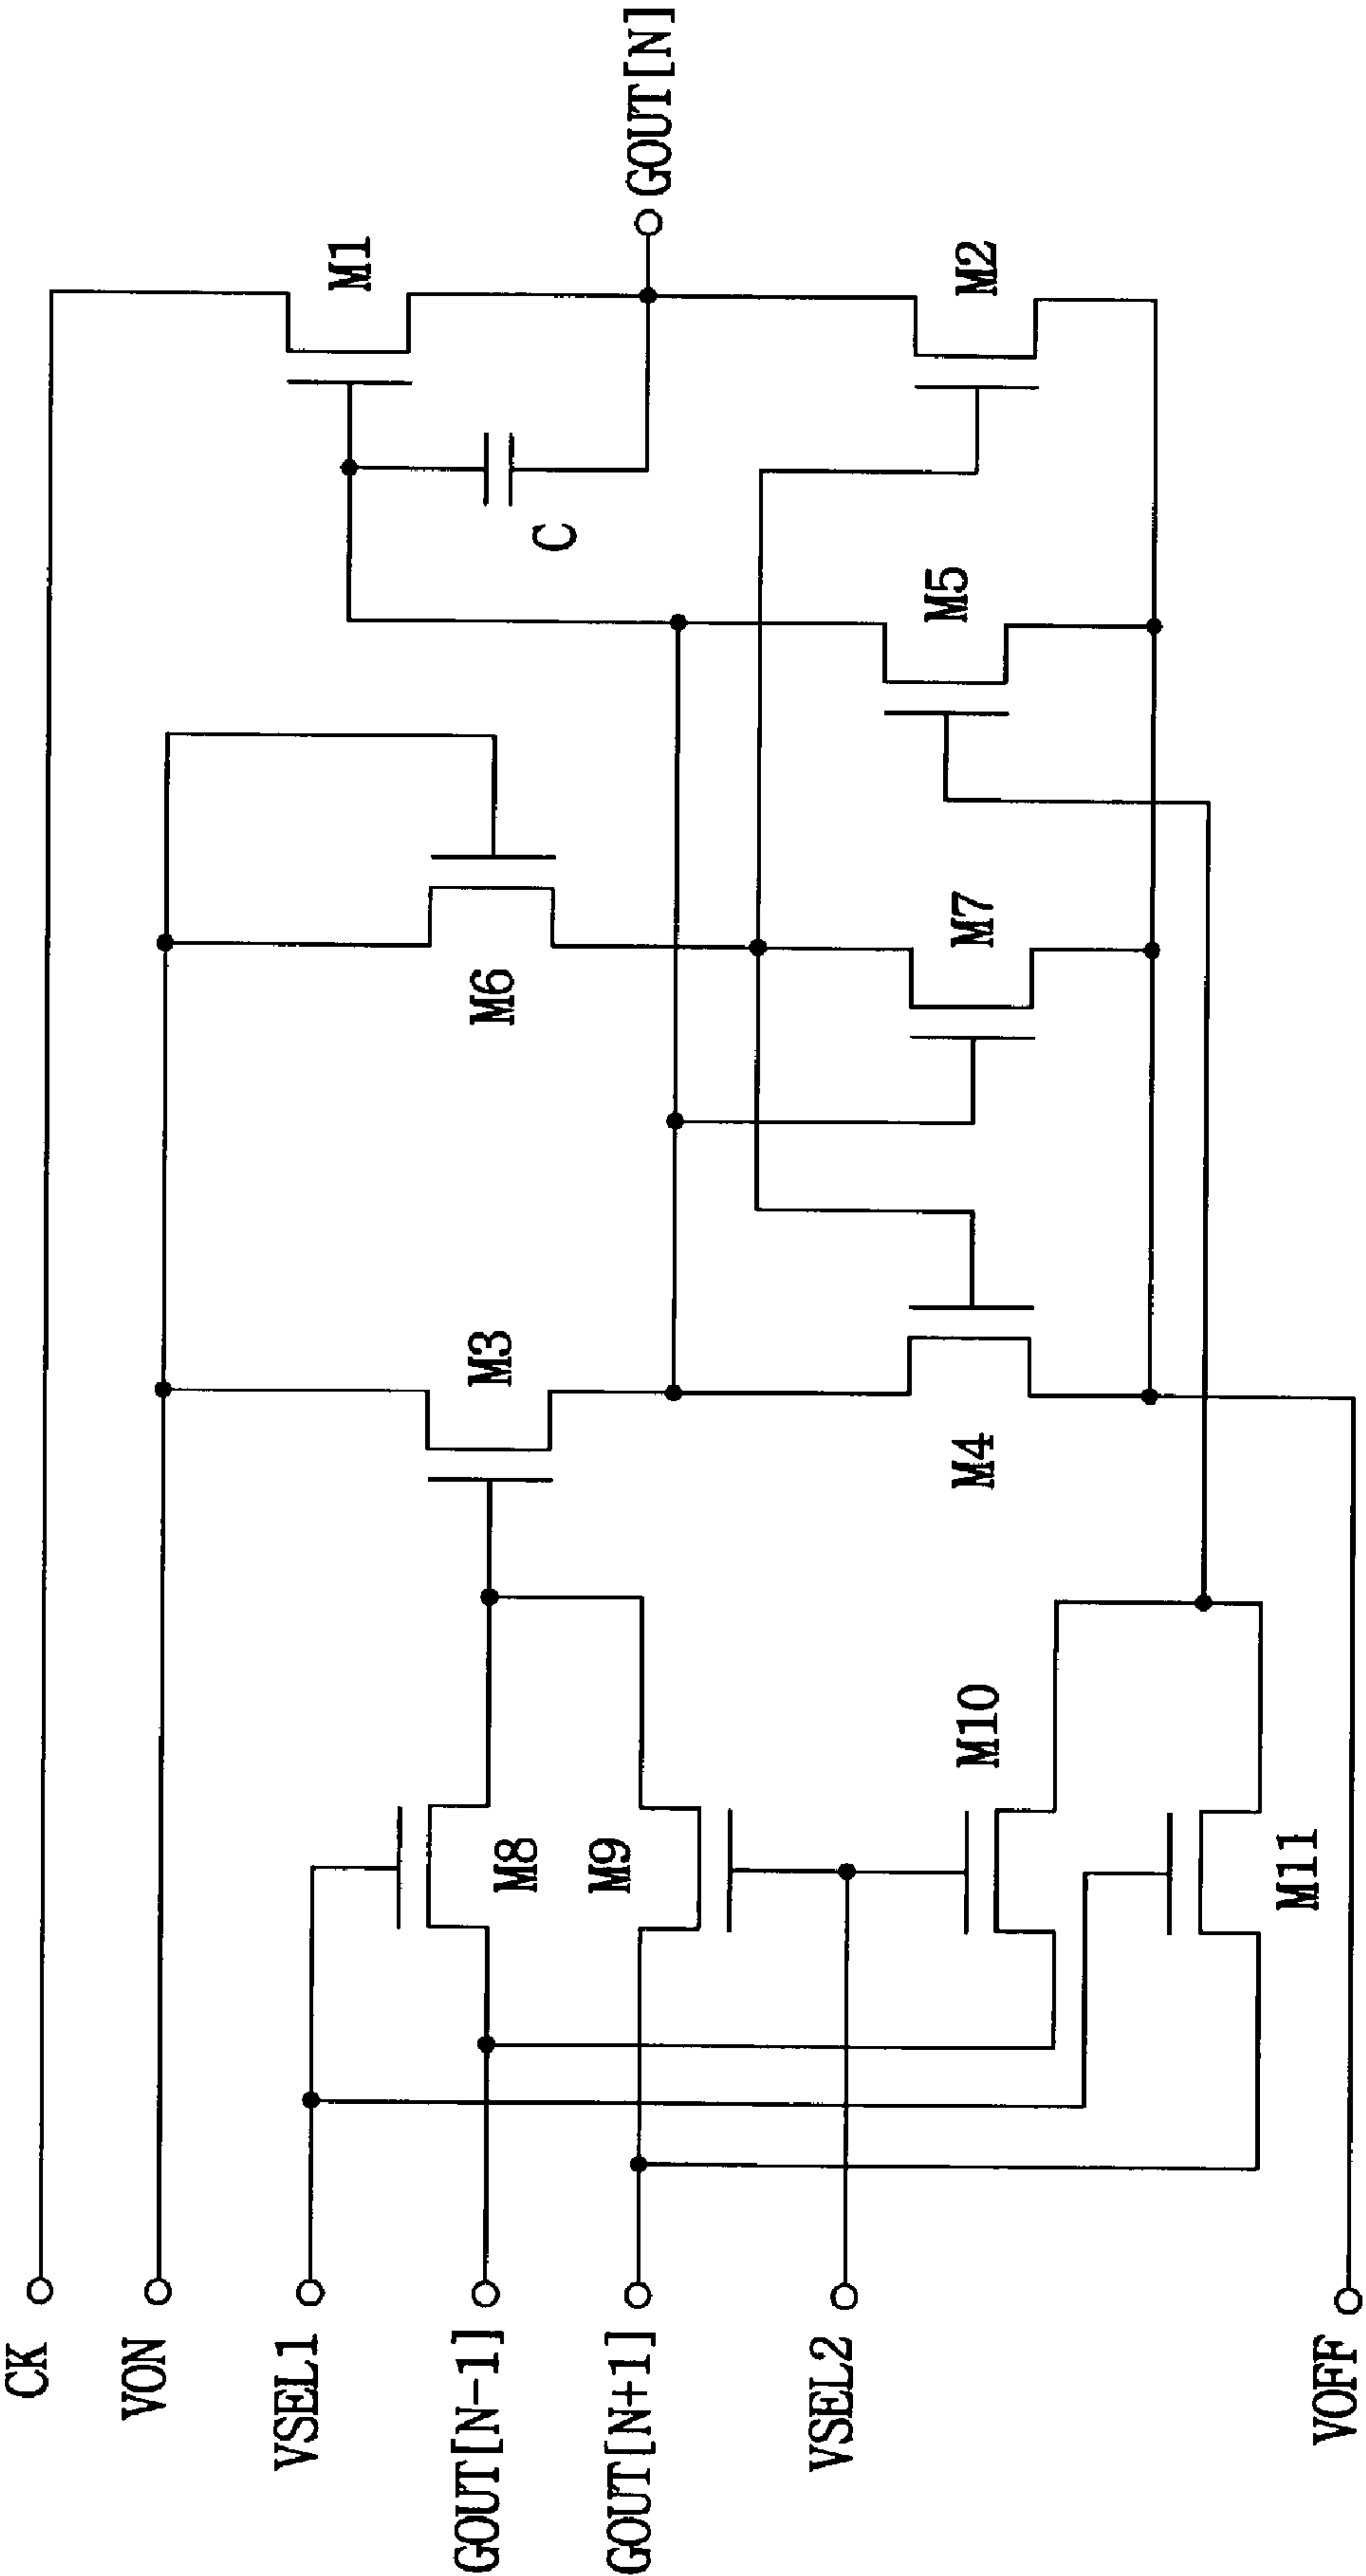 CK
VON
VSEL1
GOUT[N-1]
GOUT[N+1]
VSEL2
VOFF
M8
M9
M10
M11
M3
M4
M6
M7
M5
C
M1
M2
GOUT[N]